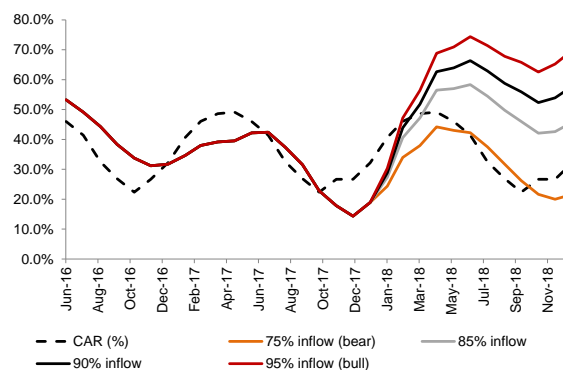 80.0%
70.0%
60.0%
50.0%
40.0%
30.0%
20.0%
10.0%
0.0%
Jun-16
Aug-16
Oct-16
Dec-16
Feb-17
Apr-17
Jun-17
Aug-17
Oct-17
Dec-17
Jan-18
Mar-18
May-18
Jul-18
Sep-18
Nov-18
CAR (%) 75% inflow (bear) 85% inflow
90% inflow 95% inflow (bull)